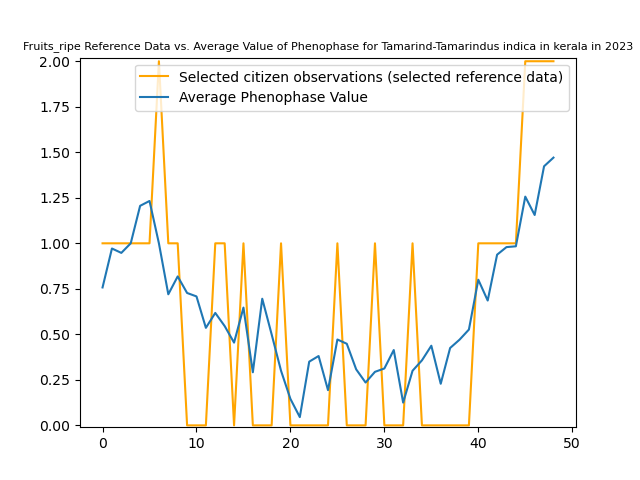 Fruits_ripe Reference Data vs. Average Value of Phenophase for Tamarind-Tamarindus indica in kerala in 2023
2.00
Selected citizen observations (selected reference data)
Average Phenophase Value
1.75
1.50
1.25
1.00
0.75
0.50
0.25
0.00
0 10 20 30 40 50